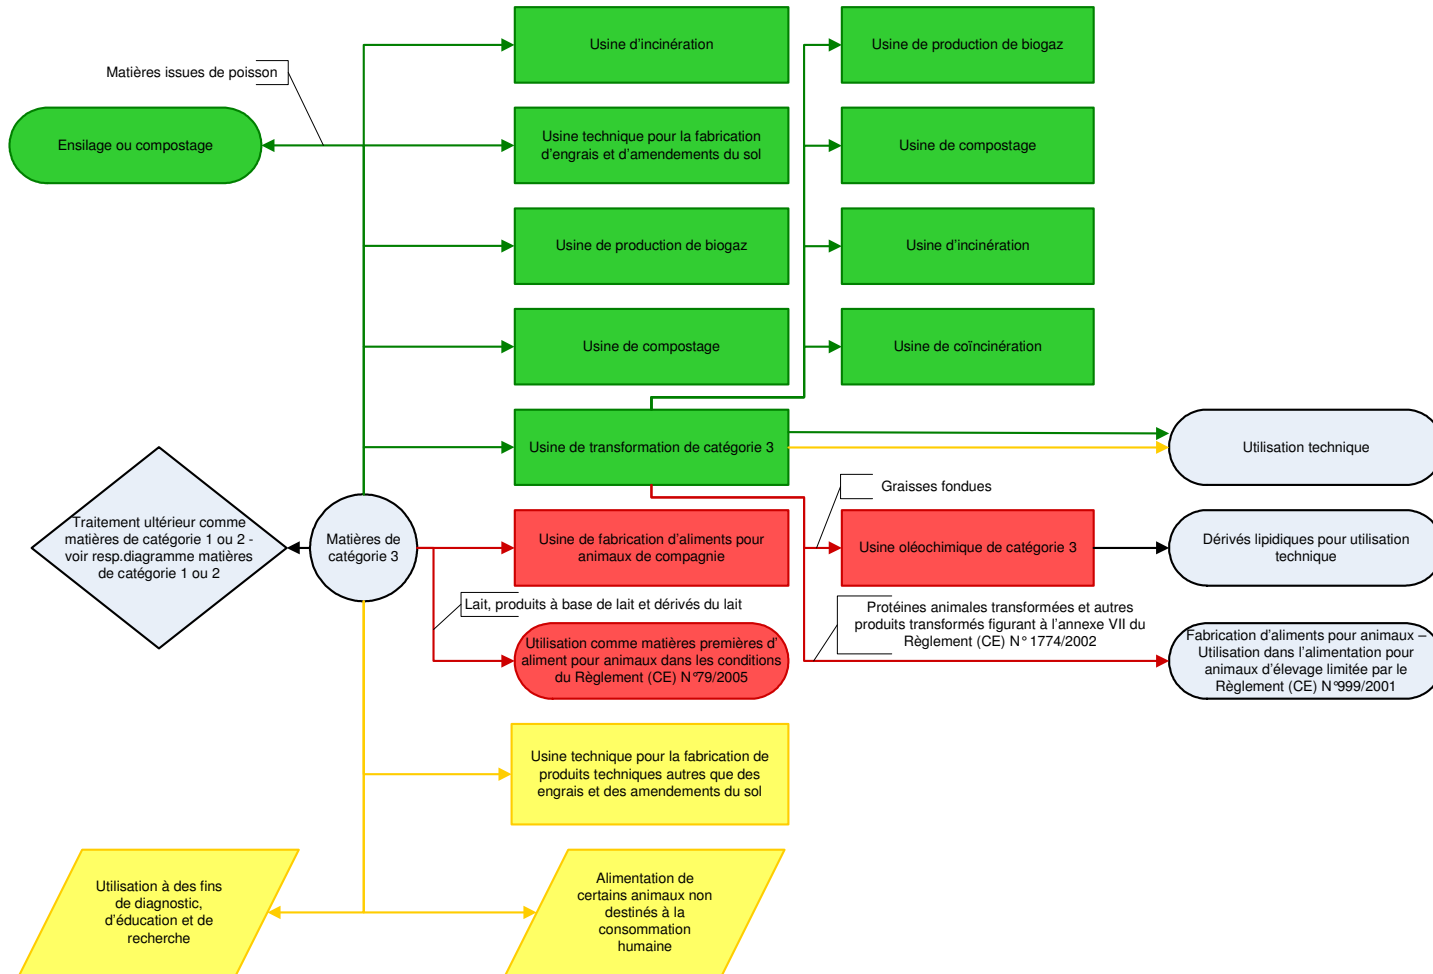 Usine d'incinération
Usine de production de biogaz
Matières issues de poisson
Ensilage ou compostage
Usine technique pour la fabrication
d'engrais et d'amendements du sol
Usine de compostage
Usine de production de biogaz
Usine d'incinération
Usine de compostage
Usine de coïncinération
Usine de transformation de catégorie 3
Utilisation technique
Graisses fondues
Traitement ultérieur comme
matières de catégorie 1 ou 2 -
voir resp.diagramme matières
de catégorie 1 ou 2
Matières de
catégorie 3
Usine de fabrication d'aliments pour
animaux de compagnie
Usine oléochimique de catégorie 3
Dérivés lipidiques pour utilisation
technique
Lait, produits à base de lait et dérivés du lait
Protéines animales transformées et autres
produits transformés figurant à l'annexe VII du
Règlement (CE) N° 1774/2002
Utilisation comme matières premières d'
aliment pour animaux dans les conditions
du Règlement (CE) N°79/2005
Fabrication d'aliments pour animaux –
Utilisation dans l'alimentation pour
animaux d'élevage limitée par le
Règlement (CE) N°999/2001
Usine technique pour la fabrication de
produits techniques autres que des
engrais et des amendements du sol
Utilisation à des fins
de diagnostic,
d'éducation et de
recherche
Alimentation de
certains animaux non
destinés à la
consommation
humaine